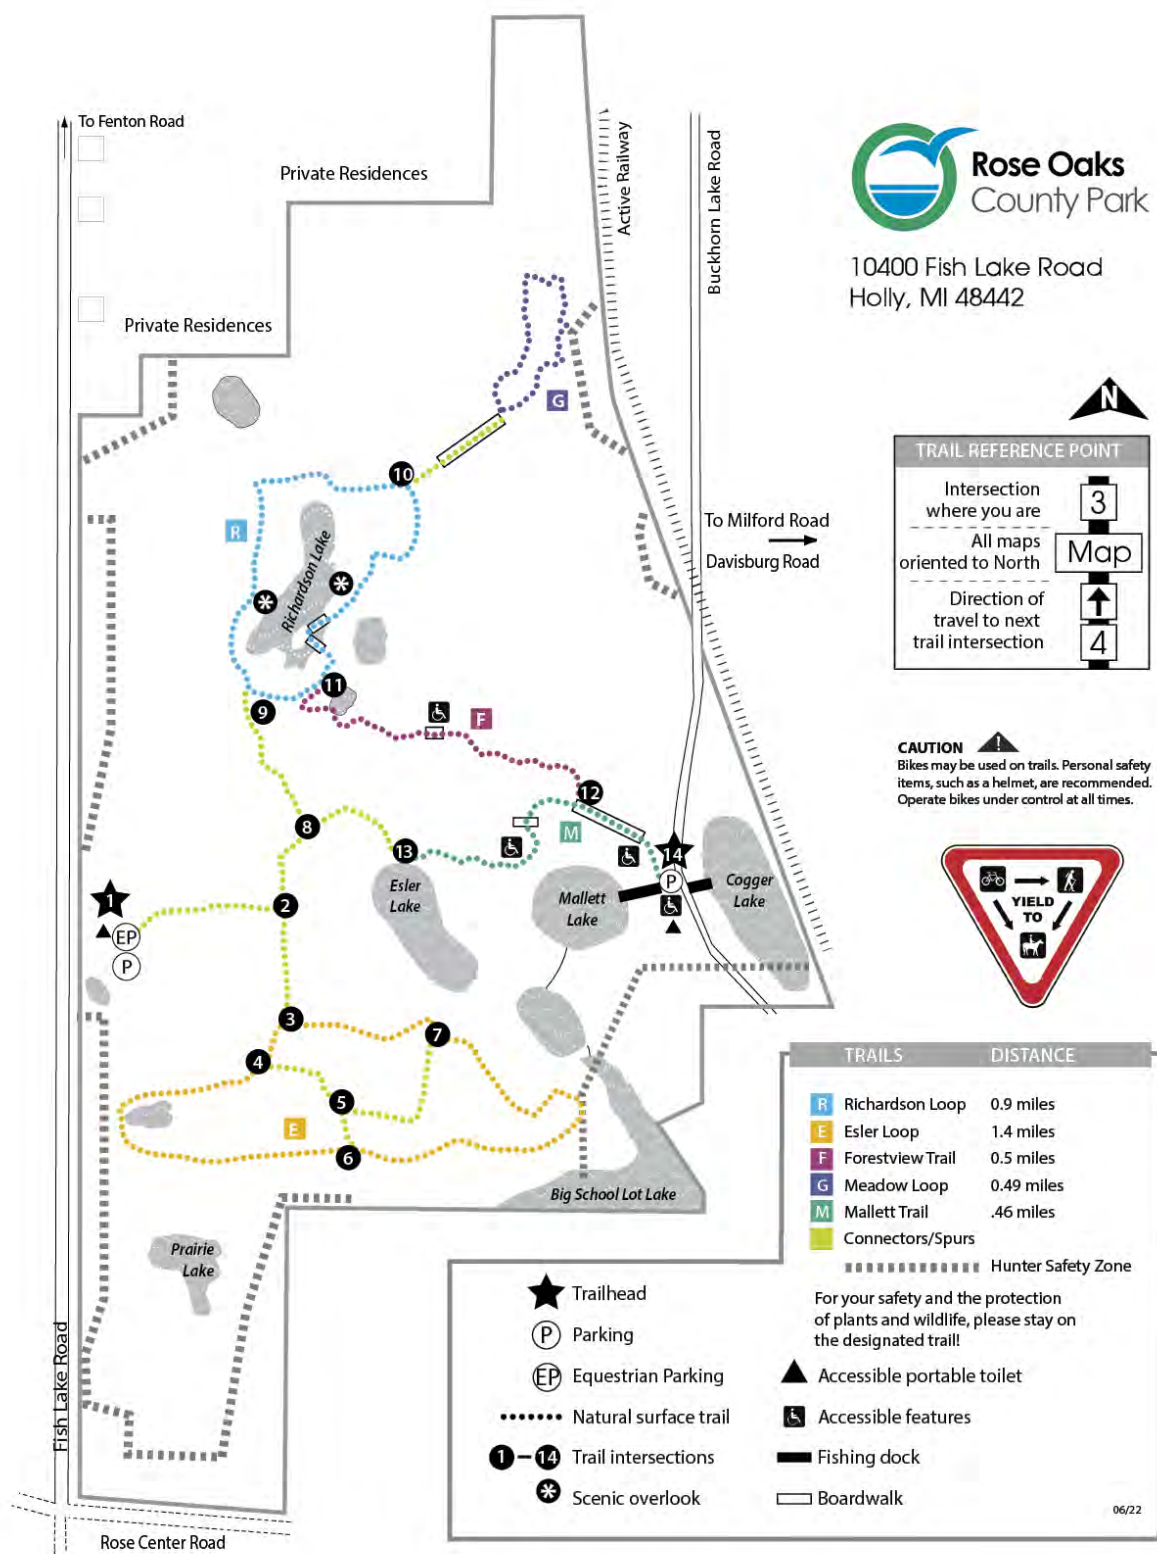 To Fenton Road
Private Residences
Private Residences
Active Railway
Buckhorn Lake Road
Rose Oaks
County Park
10400 Fish Lake Road
Holly, MI 48442
N
TRAIL REFERENCE POINT
Intersection
where you are
3
All maps
oriented to North
Map
Direction of
travel to next
trail intersection
4
G
10
R
Richardson Lake
To Milford Road
Davisburg Road
11
9
F
12
8
13
M
14
P
Esler
Lake
Mallett
Lake
Cogger
Lake
1
EP
P
2
3
4
7
5
E
6
Big School Lot Lake
Prairie
Lake
Fish Lake Road
Rose Center Road
CAUTION !
Bikes may be used on trails. Personal safety
items, such as a helmet, are recommended.
Operate bikes under control at all times.
YIELD
TO
TRAILS DISTANCE
R Richardson Loop 0.9 miles
E Esler Loop 1.4 miles
F Forestview Trail 0.5 miles
G Meadow Loop 0.49 miles
M Mallett Trail .46 miles
Connectors/Spurs
Hunter Safety Zone
For your safety and the protection
of plants and wildlife, please stay on
the designated trail!
Trailhead
P Parking
EP Equestrian Parking
Natural surface trail
1 – 14 Trail intersections
Scenic overlook
Accessible portable toilet
Accessible features
Fishing dock
Boardwalk
06/22